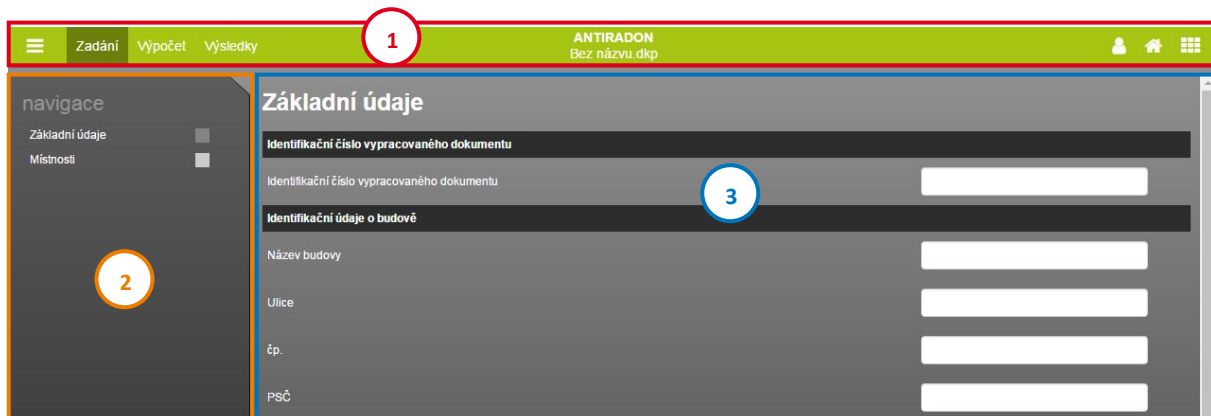 Zadání Výpočet Výsledky
1
ANTIRADON
Bez názvu.dkp
navigace
Základní údaje
Místnosti
2
Základní údaje
Identifikační číslo vypracovaného dokumentu
Identifikační číslo vypracovaného dokumentu
3
Identifikační údaje o budově
Název budovy
Ulice
čp.
PSČ